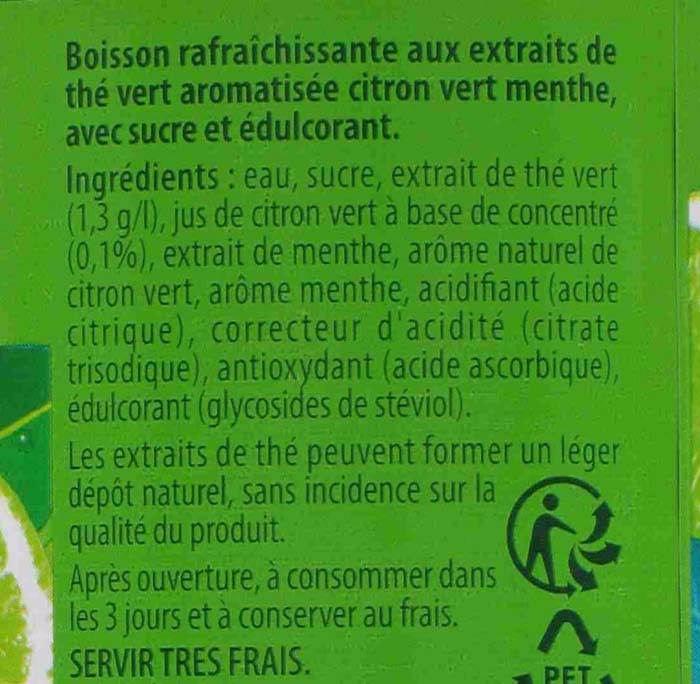 Boisson rafraîchissante aux extraits de
thé vert aromatisée citron vert menthe,
avec sucre et édulcorant.
Ingrédients : eau, sucre, extrait de thé vert
(1,3 g/l), jus de citron vert à base de concentré
(0,1%), extrait de menthe, arôme naturel de
citron vert, arôme menthe, acidifiant (acide
citrique), correcteur d'acidité (citrate
trisodique), antioxydant (acide ascorbique),
édulcorant (glycosides de stéviol).
Les extraits de thé peuvent former un léger
dépôt naturel, sans incidence sur la
qualité du produit.
Après ouverture, à consommer dans
les 3 jours et à conserver au frais.
SERVIR TRES FRAIS.
PET